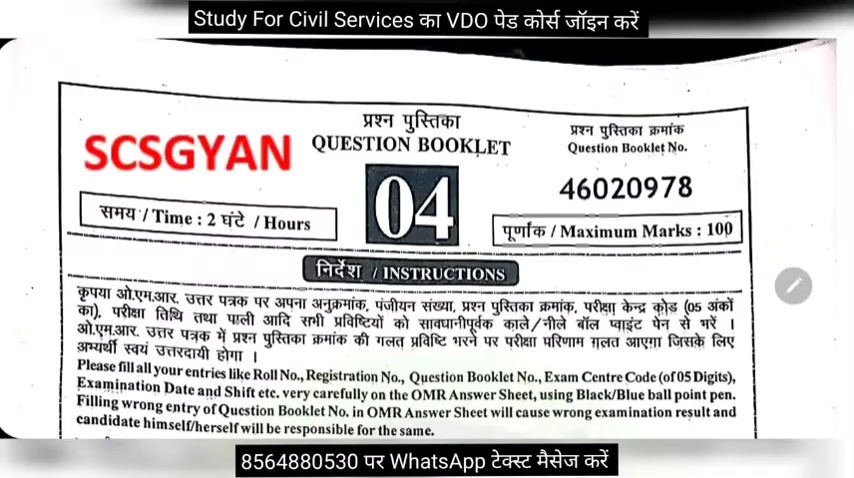 Study For Civil Services का VDO पेड कोर्स जॉइन करें
प्रश्न पुस्तिका
QUESTION BOOKLET
SCSGYAN
प्रश्न पुस्तिका क्रमांक
Question Booklet No.
04
46020978
समय / Time : 2 घंटे / Hours
पूर्णांक / Maximum Marks : 100
निर्देश / INSTRUCTIONS
कृपया ओ.एम.आर. उत्तर पत्रक पर अपना अनुक्रमांक, पंजीयन संख्या, प्रश्न पुस्तिका क्रमांक, परीक्षा केन्द्र कोड (05 अंकों
का), परीक्षा तिथि तथा पाली आदि सभी प्रविष्टियों को सावधानीपूर्वक काले/नीले बॉल प्वाइंट पेन से भरें ।
ओ.एम.आर. उत्तर पत्रक में प्रश्न पुस्तिका क्रमांक की गलत प्रविष्टि भरने पर परीक्षा परिणाम ग़लत आएगा जिसके लिए
अभ्यर्थी स्वयं उत्तरदायी होगा ।
Please fill all your entries like Roll No., Registration No., Question Booklet No., Exam Centre Code (of 05 Digits),
Examination Date and Shift etc. very carefully on the OMR Answer Sheet, using Black/Blue ball point pen.
Filling wrong entry of Question Booklet No. in OMR Answer Sheet will cause wrong examination result and
candidate himself/herself will be responsible for the same.
8564880530 पर WhatsApp टेक्स्ट मैसेज करें